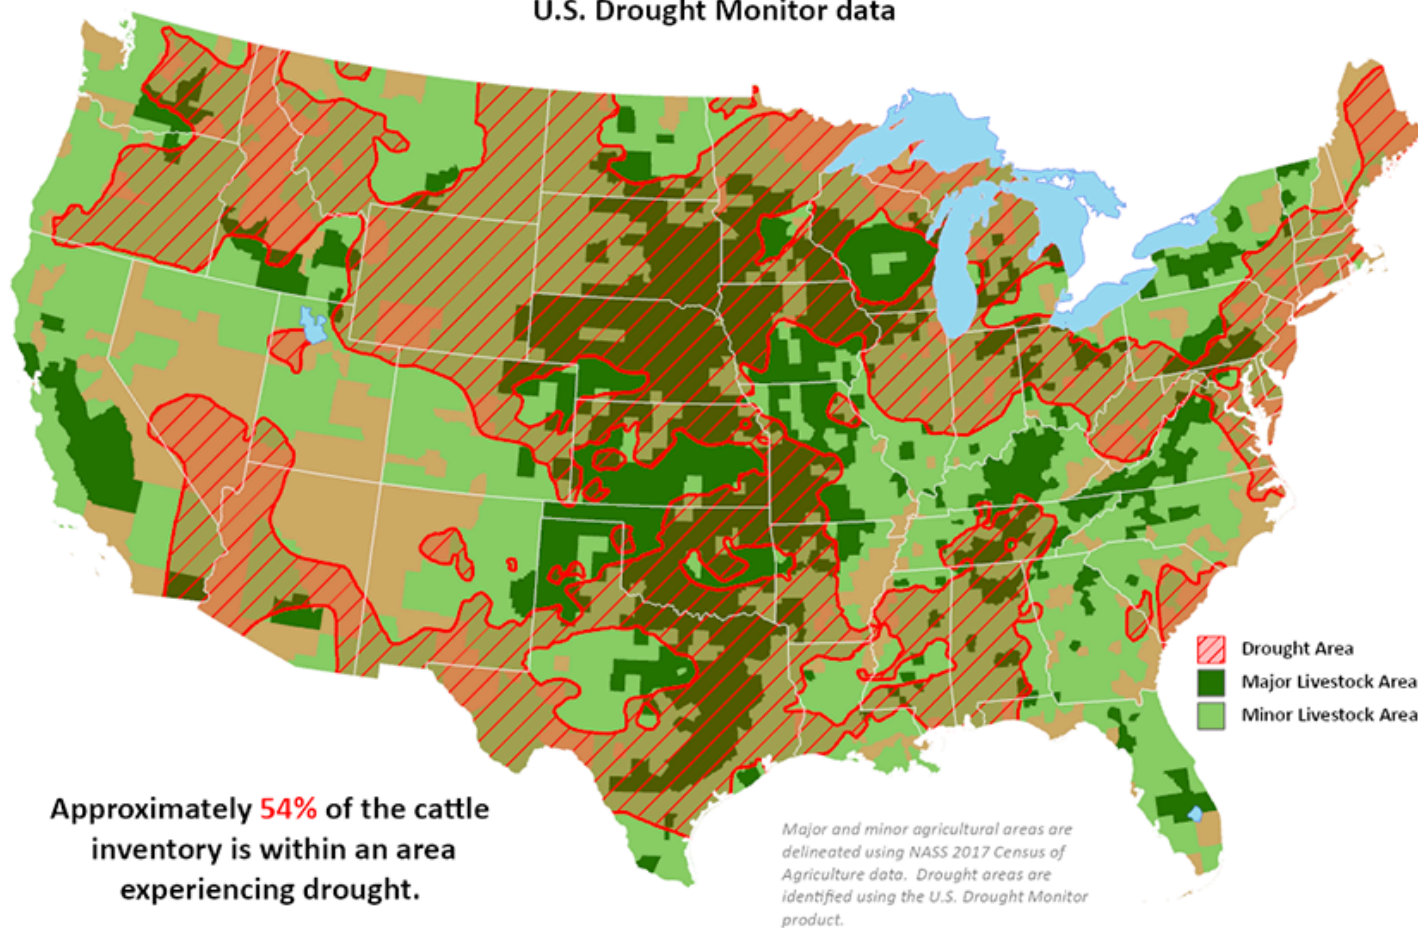 U.S. Drought Monitor data
Drought Area
Major Livestock Area
Minor Livestock Area
Approximately 54% of the cattle
inventory is within an area
experiencing drought.
Major and minor agricultural areas are
delineated using NASS 2017 Census of
Agriculture data. Drought areas are
identified using the U.S. Drought Monitor
product.